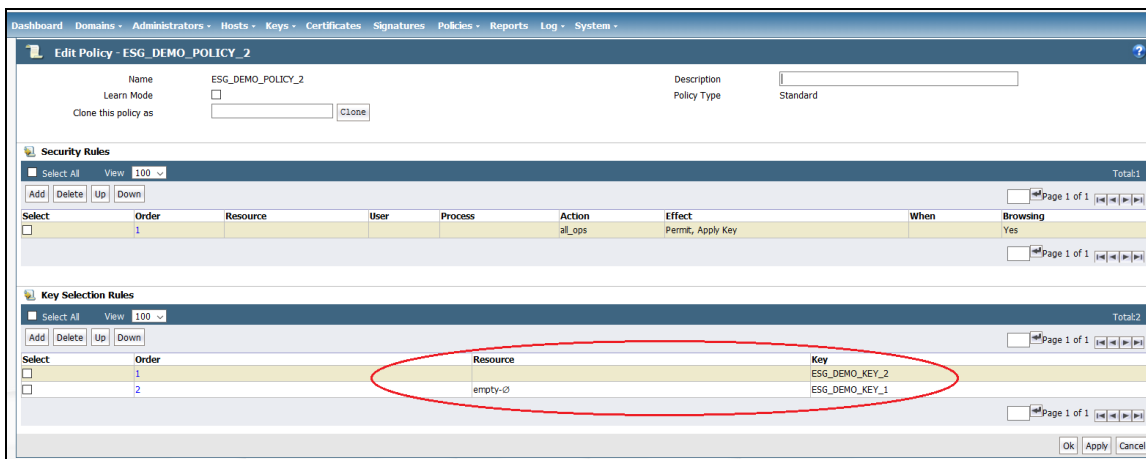 Dashboard Domains Administrators Hosts Keys Certificates Signatures Policies Reports Log System
Edit Policy - ESG_DEMO_POLICY_2 ?
Name ESG_DEMO_POLICY_2 Description
Learn Mode Policy Type Standard
Clone this policy as Clone
Security Rules
Select All View 100 Total:1
Add Delete Up Down Page 1 of 1
Select Order Resource User Process Action Effect When Browsing
1 all_ops Permit, Apply Key Yes
Page 1 of 1
Key Selection Rules
Select All View 100 Total:2
Add Delete Up Down Page 1 of 1
Select Order Resource Key
1 ESG_DEMO_KEY_2
2 empty-∅ ESG_DEMO_KEY_1
Page 1 of 1
Ok Apply Cancel